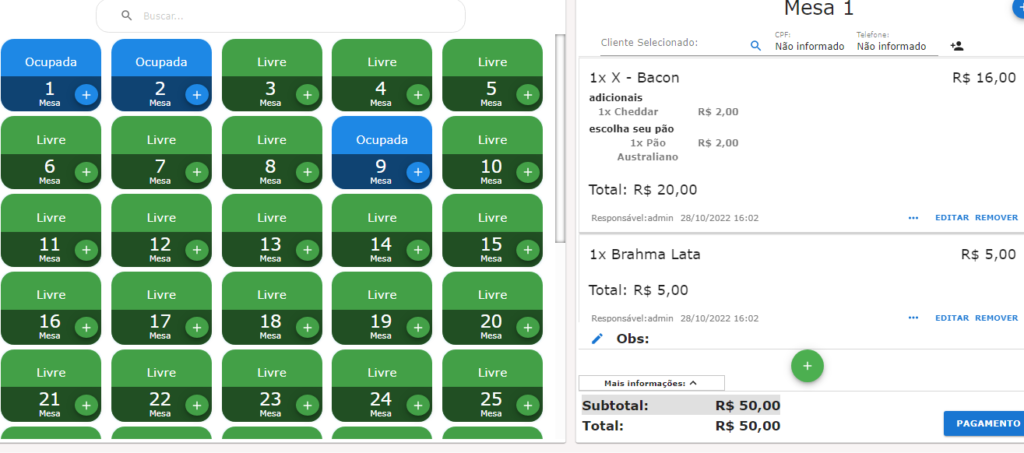 Buscar...
Ocupada Ocupada Livre Livre Livre
1 2 3 4 5
Mesa Mesa Mesa Mesa Mesa
Livre Livre Livre Ocupada Livre
6 7 8 9 10
Mesa Mesa Mesa Mesa Mesa
Livre Livre Livre Livre Livre
11 12 13 14 15
Mesa Mesa Mesa Mesa Mesa
Livre Livre Livre Livre Livre
16 17 18 19 20
Mesa Mesa Mesa Mesa Mesa
Livre Livre Livre Livre Livre
21 22 23 24 25
Mesa Mesa Mesa Mesa Mesa
Mesa 1
Cliente Selecionado:
CPF: Telefone:
Não informado Não informado
1x X - Bacon R$ 16,00
adicionais
1x Cheddar R$ 2,00
escolha seu pão
1x Pão R$ 2,00
Australiano
Total: R$ 20,00
Responsável:admin 28/10/2022 16:02 ••• EDITAR REMOVER
1x Brahma Lata R$ 5,00
Total: R$ 5,00
Responsável:admin 28/10/2022 16:02 ••• EDITAR REMOVER
Obs:
Mais informações:
Subtotal: R$ 50,00
Total: R$ 50,00
PAGAMENTO